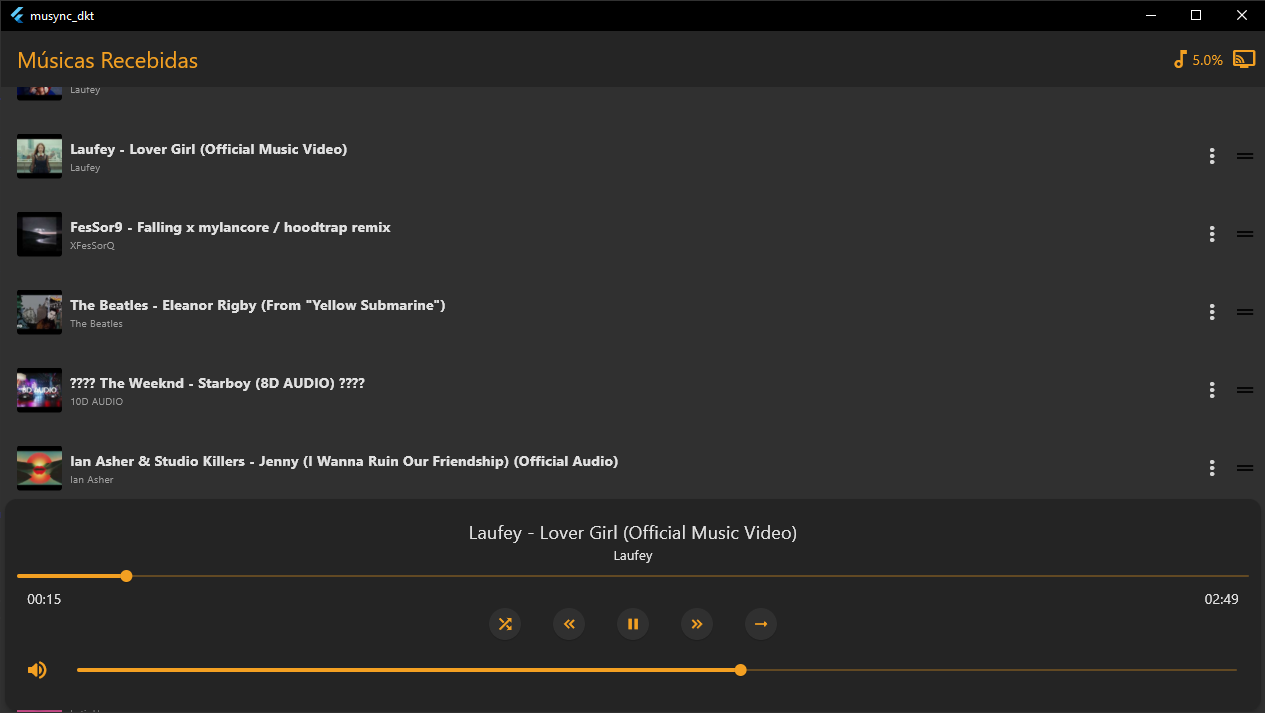 musync_dkt
Músicas Recebidas
5.0%
Laufey
Laufey - Lover Girl (Official Music Video)
Laufey
FesSor9 - Falling x mylancore / hoodtrap remix
XFesSorQ
The Beatles - Eleanor Rigby (From "Yellow Submarine")
The Beatles
???? The Weeknd - Starboy (8D AUDIO) ????
8D AUDIO
10D AUDIO
Ian Asher & Studio Killers - Jenny (I Wanna Ruin Our Friendship) (Official Audio)
Ian Asher
Laufey - Lover Girl (Official Music Video)
Laufey
00:15
02:49